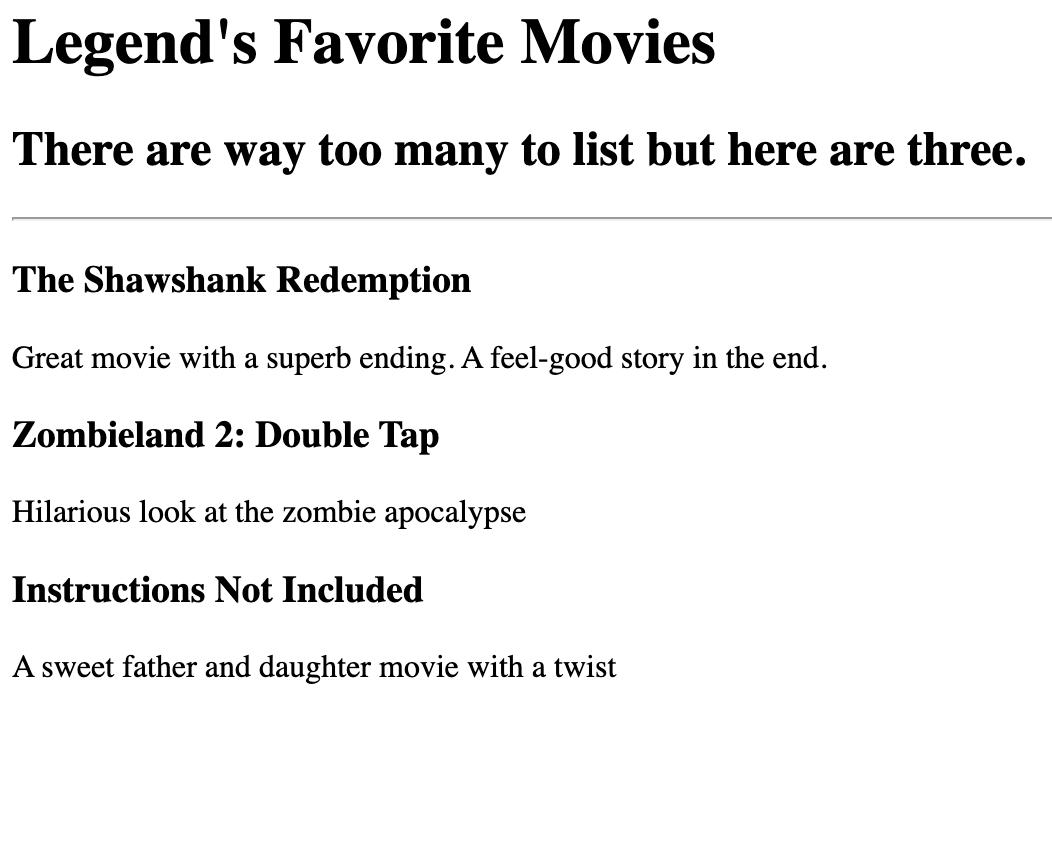 Legend's Favorite Movies
There are way too many to list but here are three.
The Shawshank Redemption
Great movie with a superb ending. A feel-good story in the end.
Zombieland 2: Double Tap
Hilarious look at the zombie apocalypse
Instructions Not Included
A sweet father and daughter movie with a twist